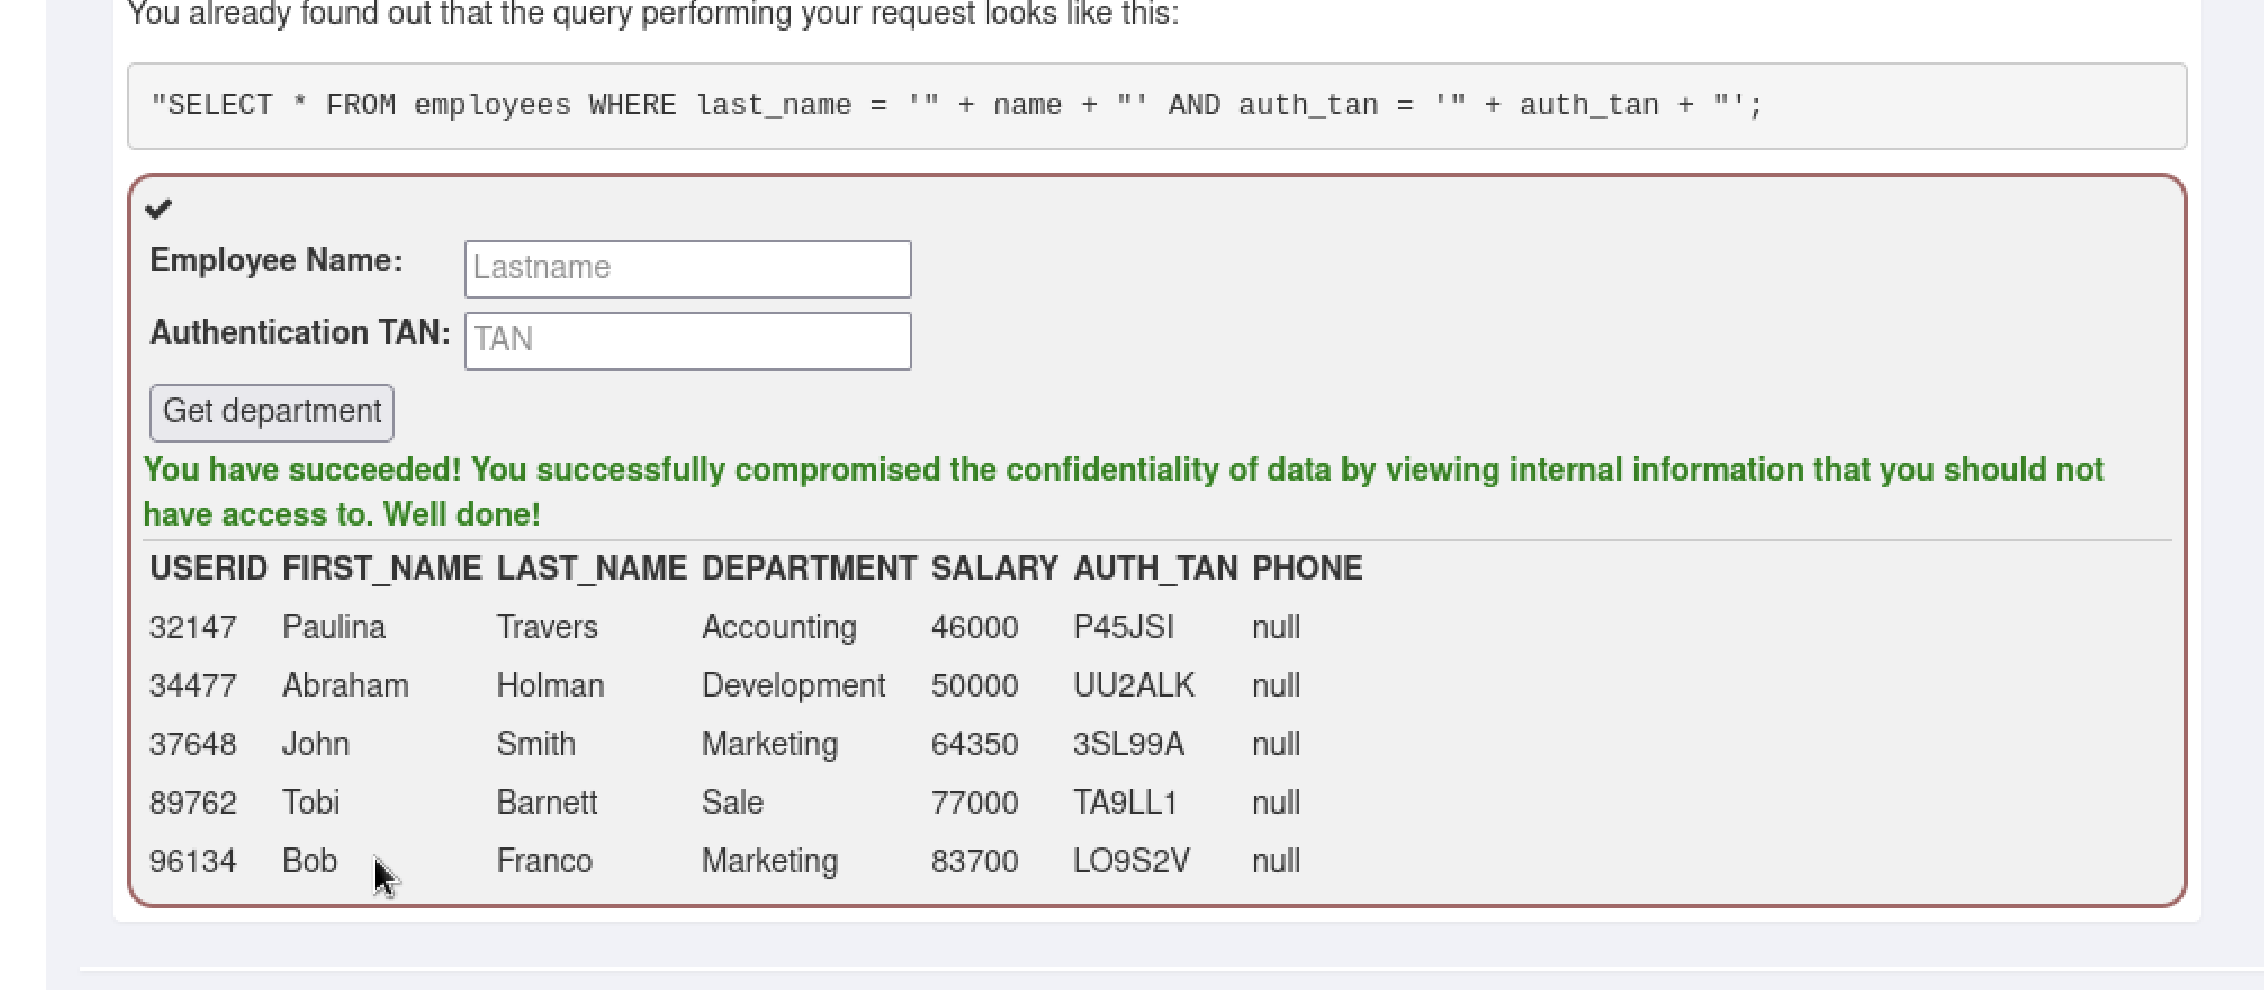 You already found out that the query performing your request looks like this:
"SELECT * FROM employees WHERE last_name = '" + name + "' AND auth_tan = '" + auth_tan + "';
✔
Employee Name: Lastname
Authentication TAN: TAN
Get department
You have succeeded! You successfully compromised the confidentiality of data by viewing internal information that you should not
have access to. Well done!
USERID FIRST_NAME LAST_NAME DEPARTMENT SALARY AUTH_TAN PHONE
32147 Paulina Travers Accounting 46000 P45JSI null
34477 Abraham Holman Development 50000 UU2ALK null
37648 John Smith Marketing 64350 3SL99A null
89762 Tobi Barnett Sale 77000 TA9LL1 null
96134 Bob Franco Marketing 83700 LO9S2V null